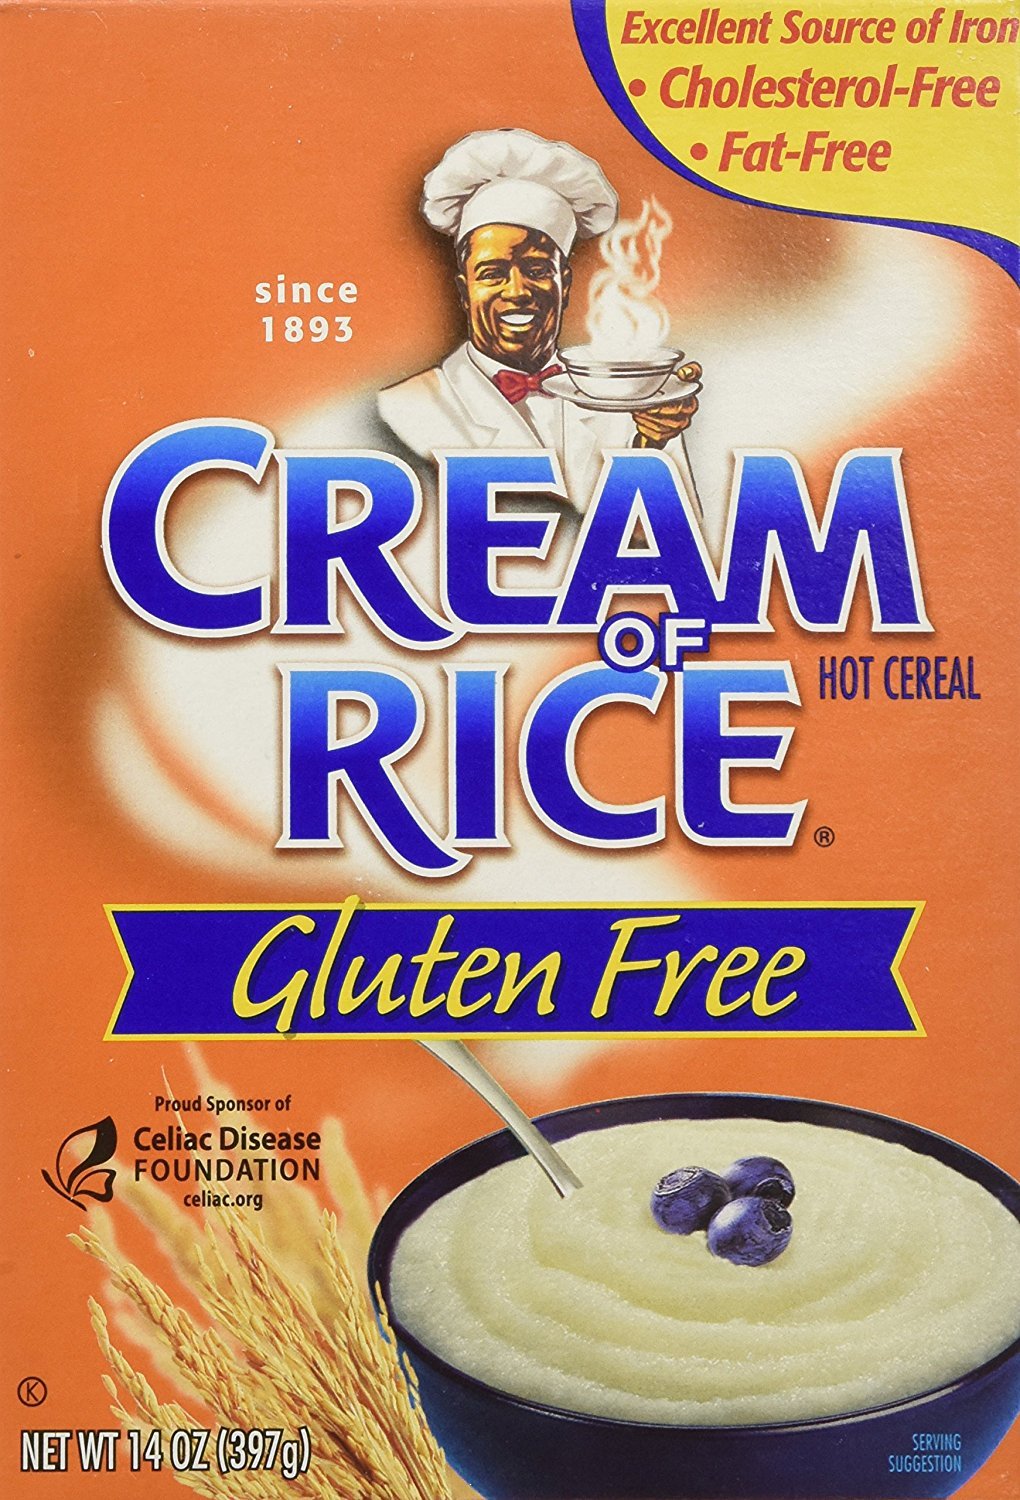 Excellent Source of Iron
• Cholesterol-Free
• Fat-Free
since
1893
CREAM
OF
RICE®
HOT CEREAL
Gluten Free
Proud Sponsor of
Celiac Disease
FOUNDATION
celiac.org
K
NET WT 14 OZ (397g)
SERVING
SUGGESTION